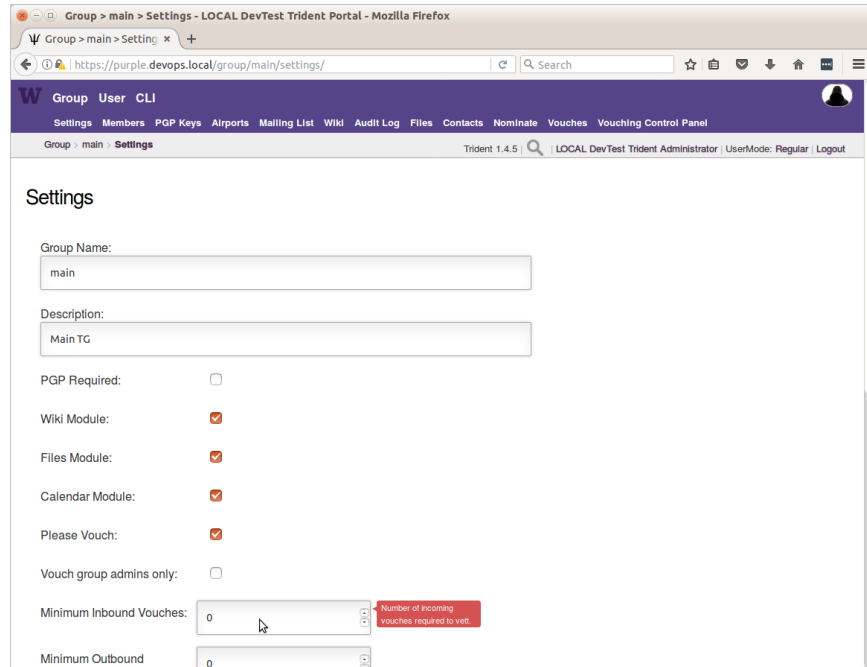 Group > main > Settings - LOCAL DevTest Trident Portal - Mozilla Firefox
Ψ Group > main > Setting × +
https://purple.devops.local/group/main/settings/ Search
W Group User CLI
Settings Members PGP Keys Airports Mailing List Wiki Audit Log Files Contacts Nominate Vouches Vouching Control Panel
Group > main > Settings Trident 1.4.5 | | LOCAL DevTest Trident Administrator | UserMode: Regular | Logout
Settings
Group Name:
main
Description:
Main TG
PGP Required:
Wiki Module:
Files Module:
Calendar Module:
Please Vouch:
Vouch group admins only:
Minimum Inbound Vouches: 0
Number of incoming
vouches required to vett.
Minimum Outbound
0